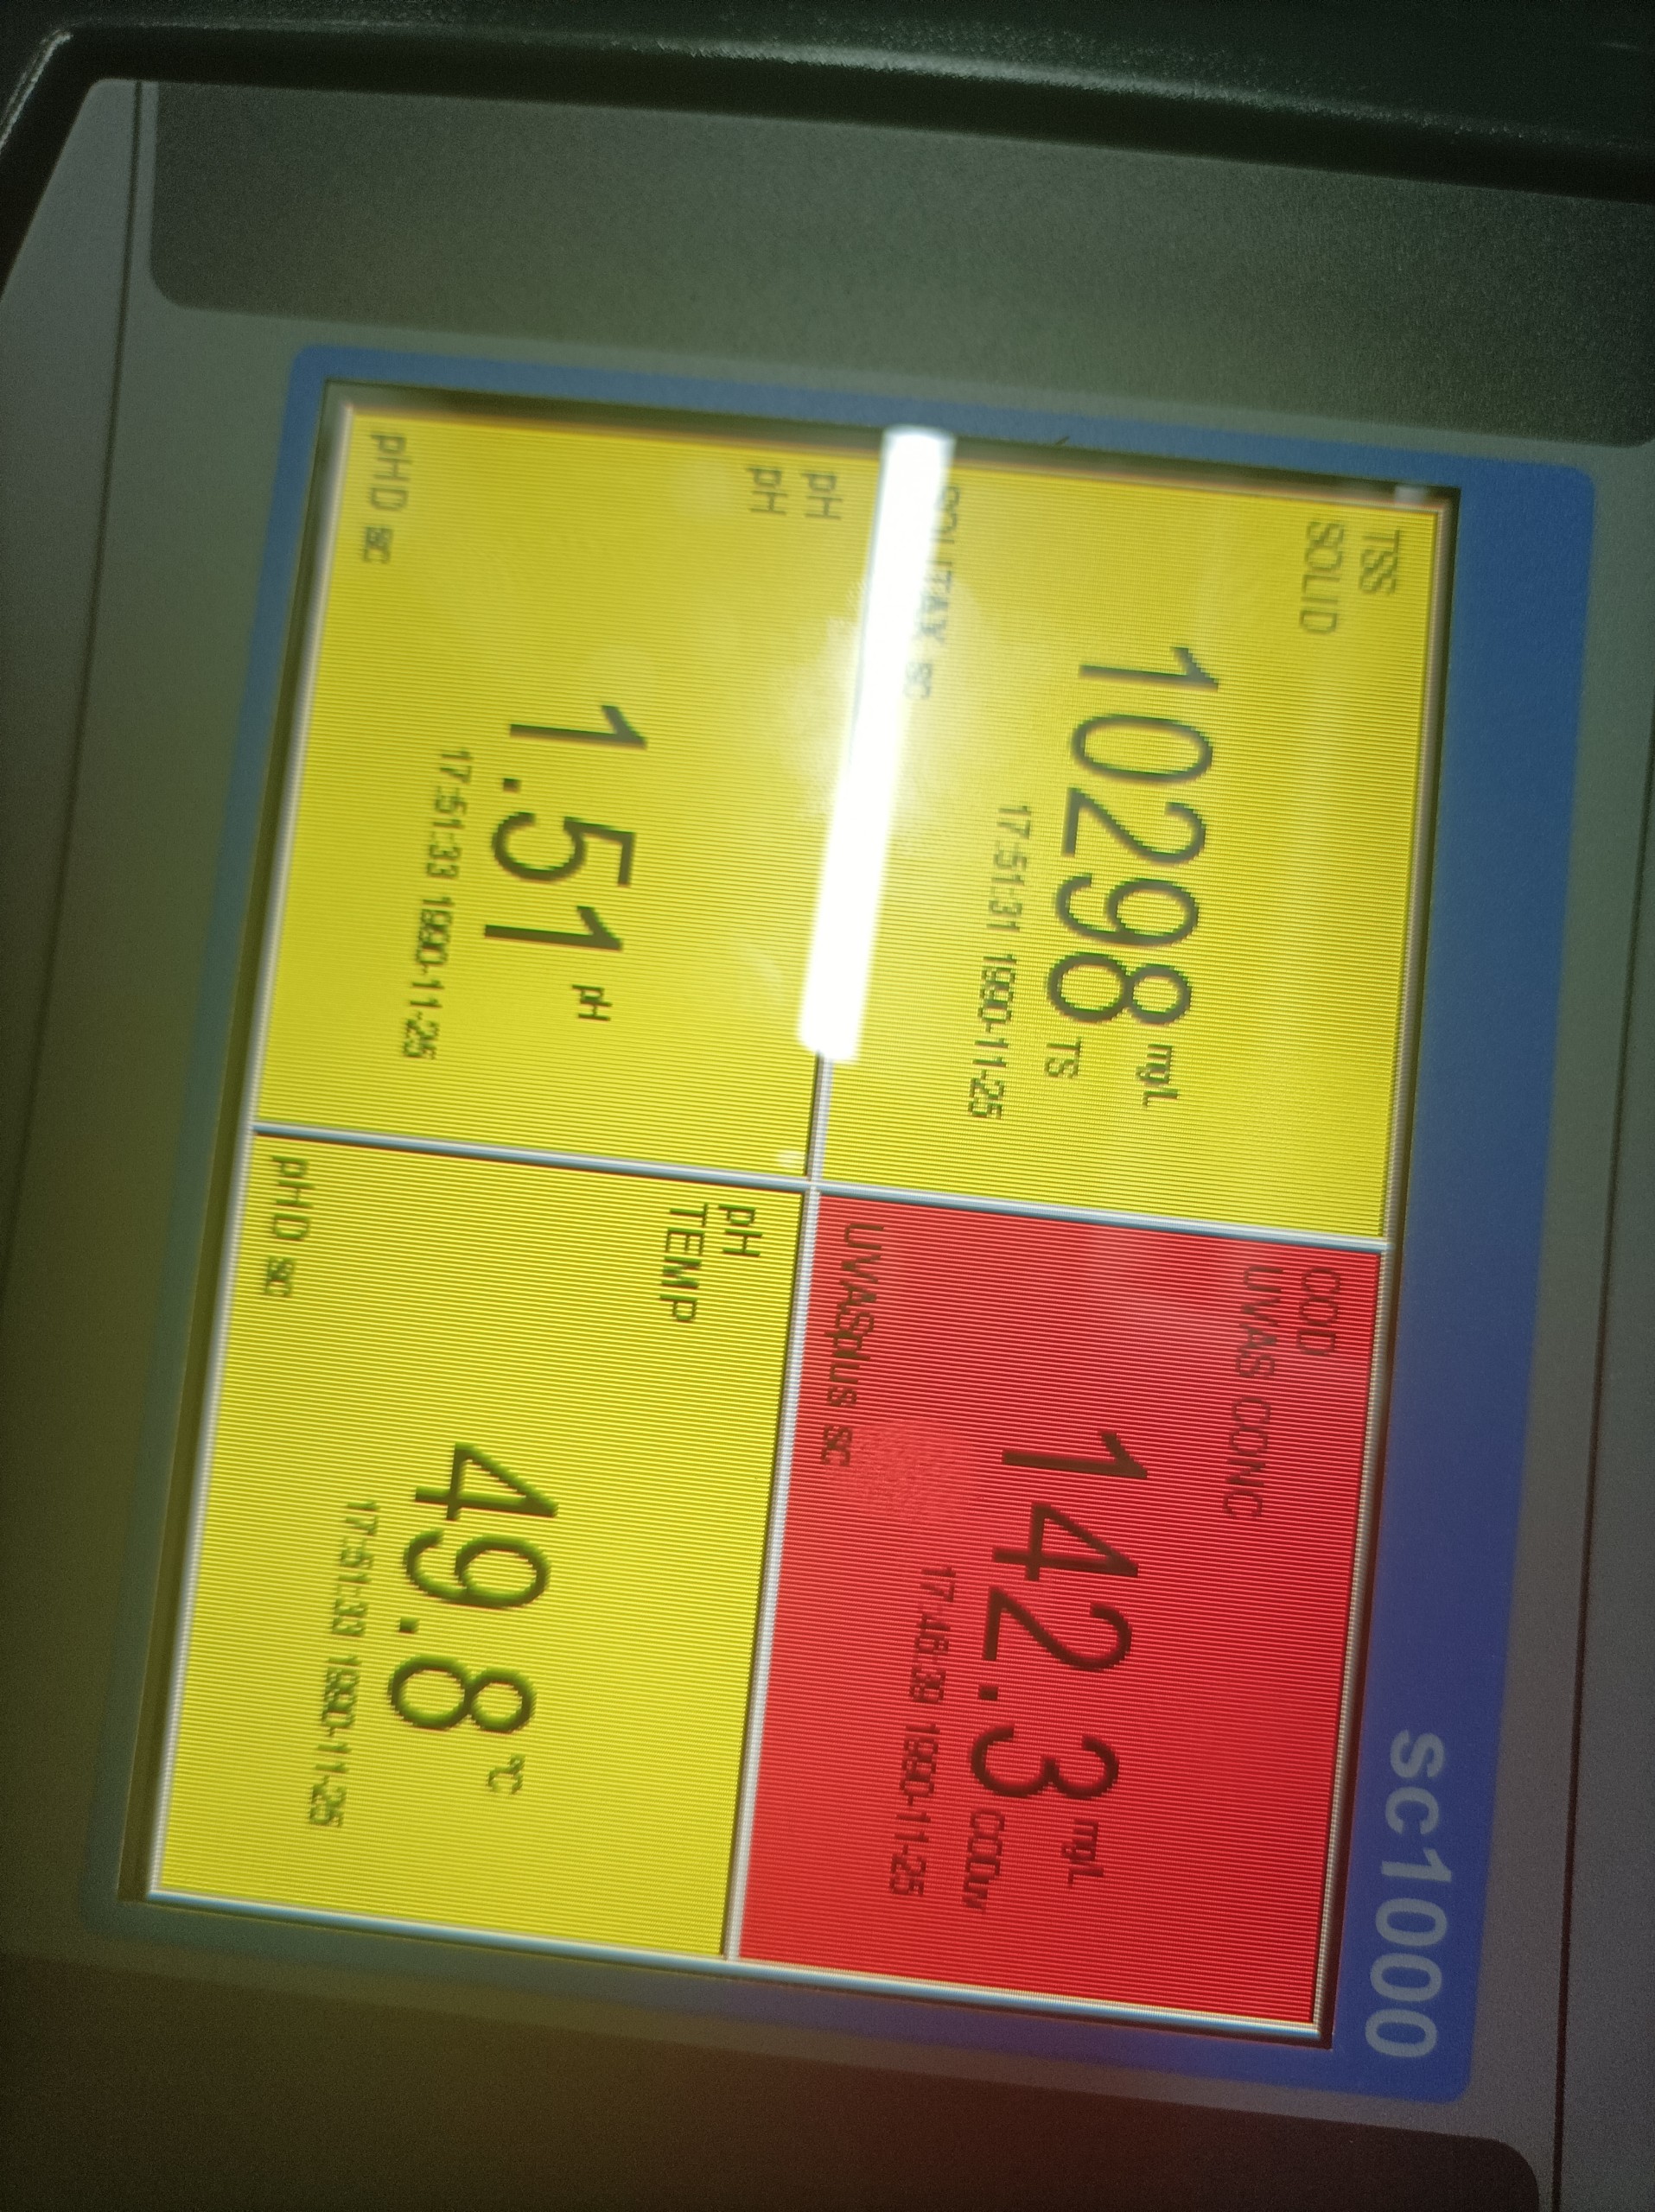 sc1000
TSS
SOLID
10298 mg/L
TS
17:51:31 1990-11-25
SOLITAX sc
COD
UVAS CONC
142.3 mg/L
CODuv
17:46:39 1990-11-25
UVASplus sc
pH
pH
1.51 pH
17:51:33 1990-11-25
pHD sc
pH
TEMP
49.8 °C
17:51:33 1990-11-25
pHD sc